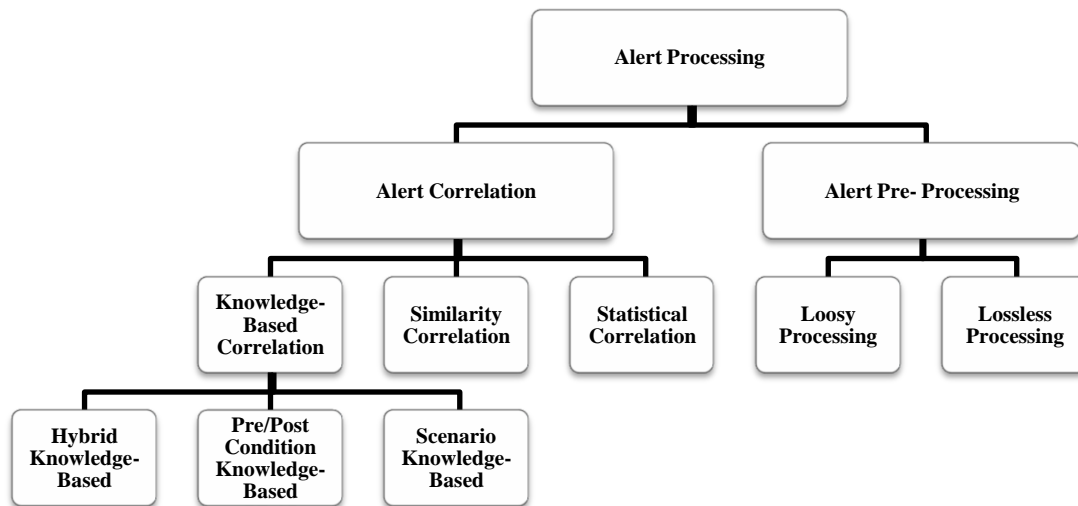 Alert Processing
Alert Correlation
Alert Pre- Processing
Knowledge-
Based
Correlation
Similarity
Correlation
Statistical
Correlation
Loosy
Processing
Lossless
Processing
Hybrid
Knowledge-
Based
Pre/Post
Condition
Knowledge-
Based
Scenario
Knowledge-
Based